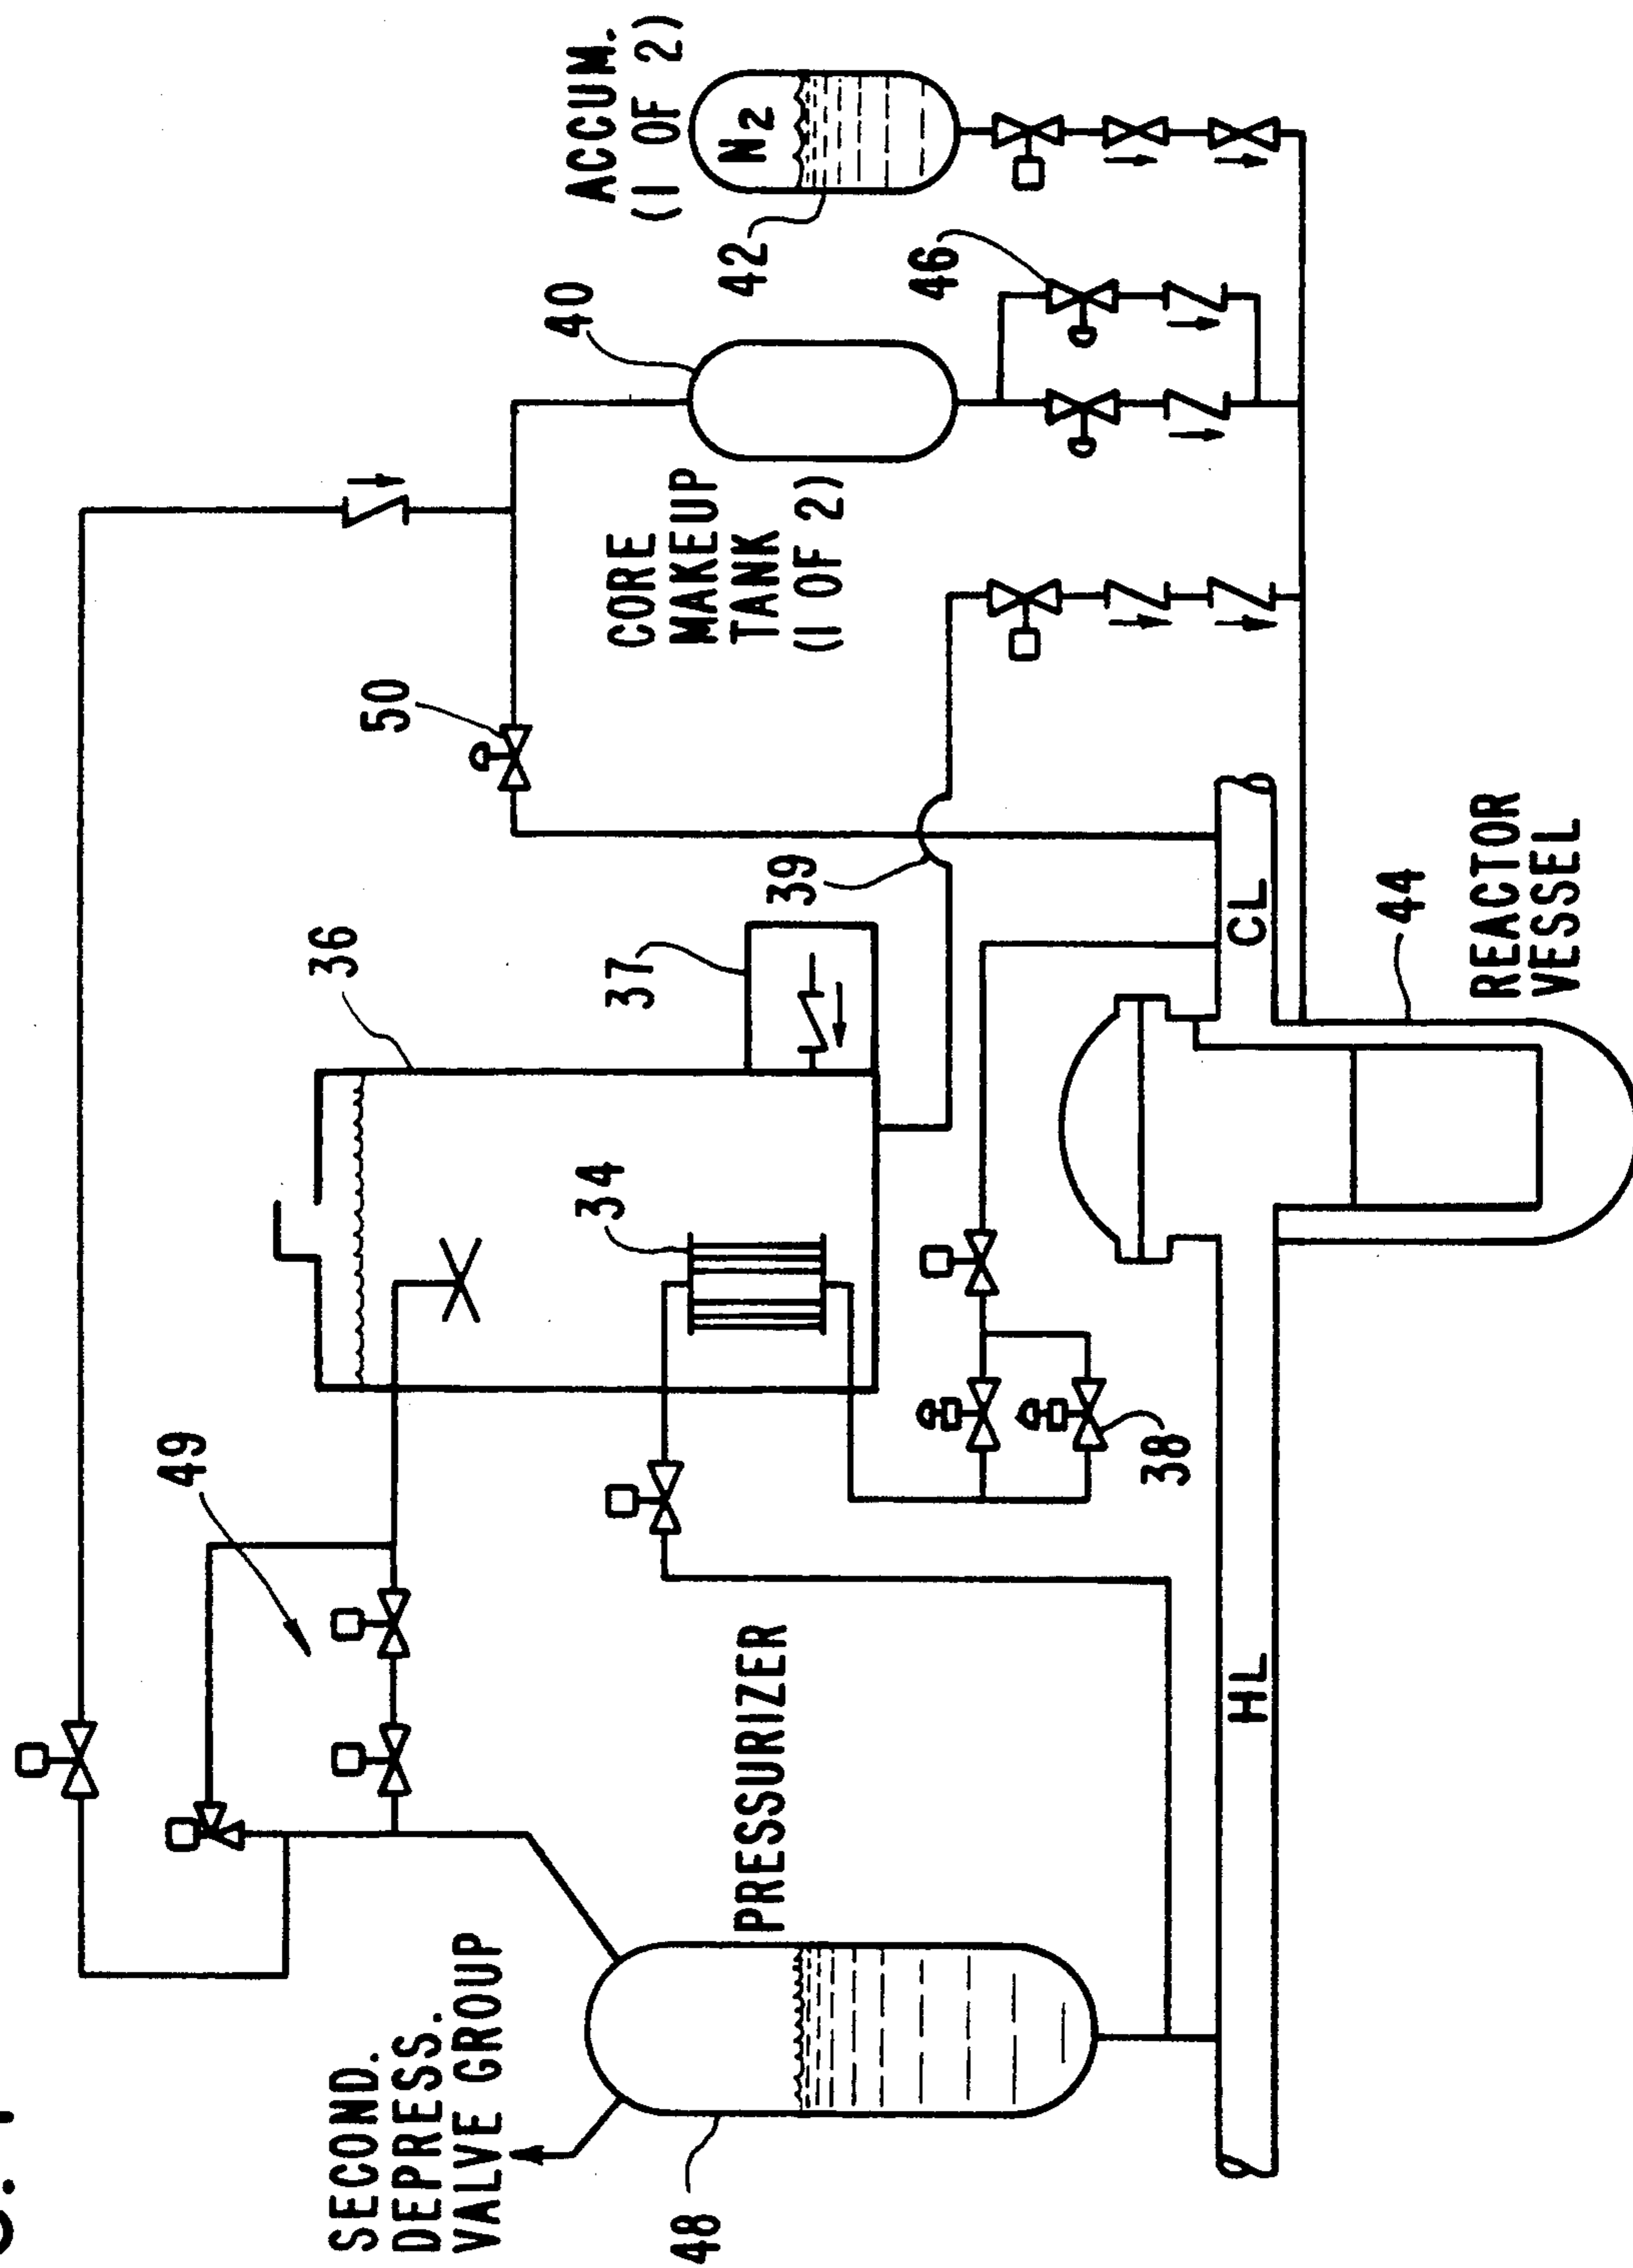 SECOND.
DEPRESS.
VALVE GROUP
49
36
50
ACCUM.
(1 OF 2)
N2
42
40
46
CORE
MAKEUP
TANK
(1 OF 2)
34
37
39
38
PRESSURIZER
48
HL
CL
44
REACTOR
VESSEL